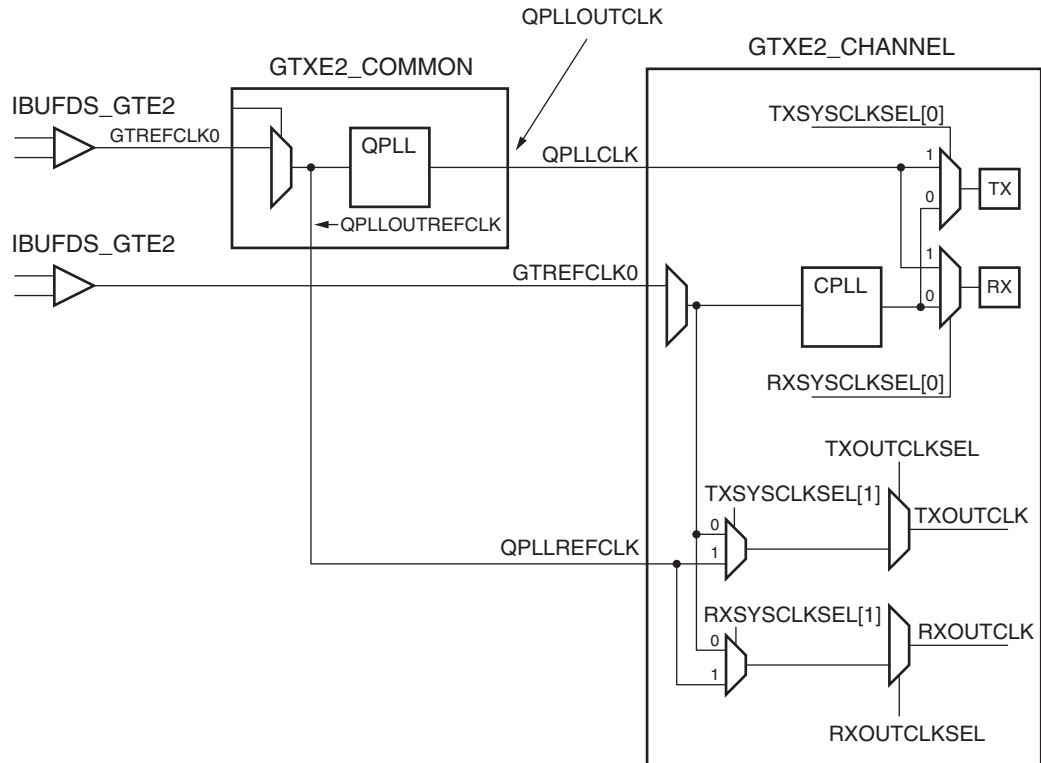 QPLLOUTCLK
GTXE2_CHANNEL
GTXE2_COMMON
IBUFDS_GTE2
GTREFCLK0
QPLL
QPLLCLK
TXSYSCLKSEL[0]
1
0
TX
QPLLOUTREFCLK
IBUFDS_GTE2
GTREFCLK0
CPLL
1
0
RX
RXSYSCLKSEL[0]
TXOUTCLKSEL
TXSYSCLKSEL[1]
0
1
TXOUTCLK
QPLLREFCLK
RXSYSCLKSEL[1]
0
1
RXOUTCLK
RXOUTCLKSEL